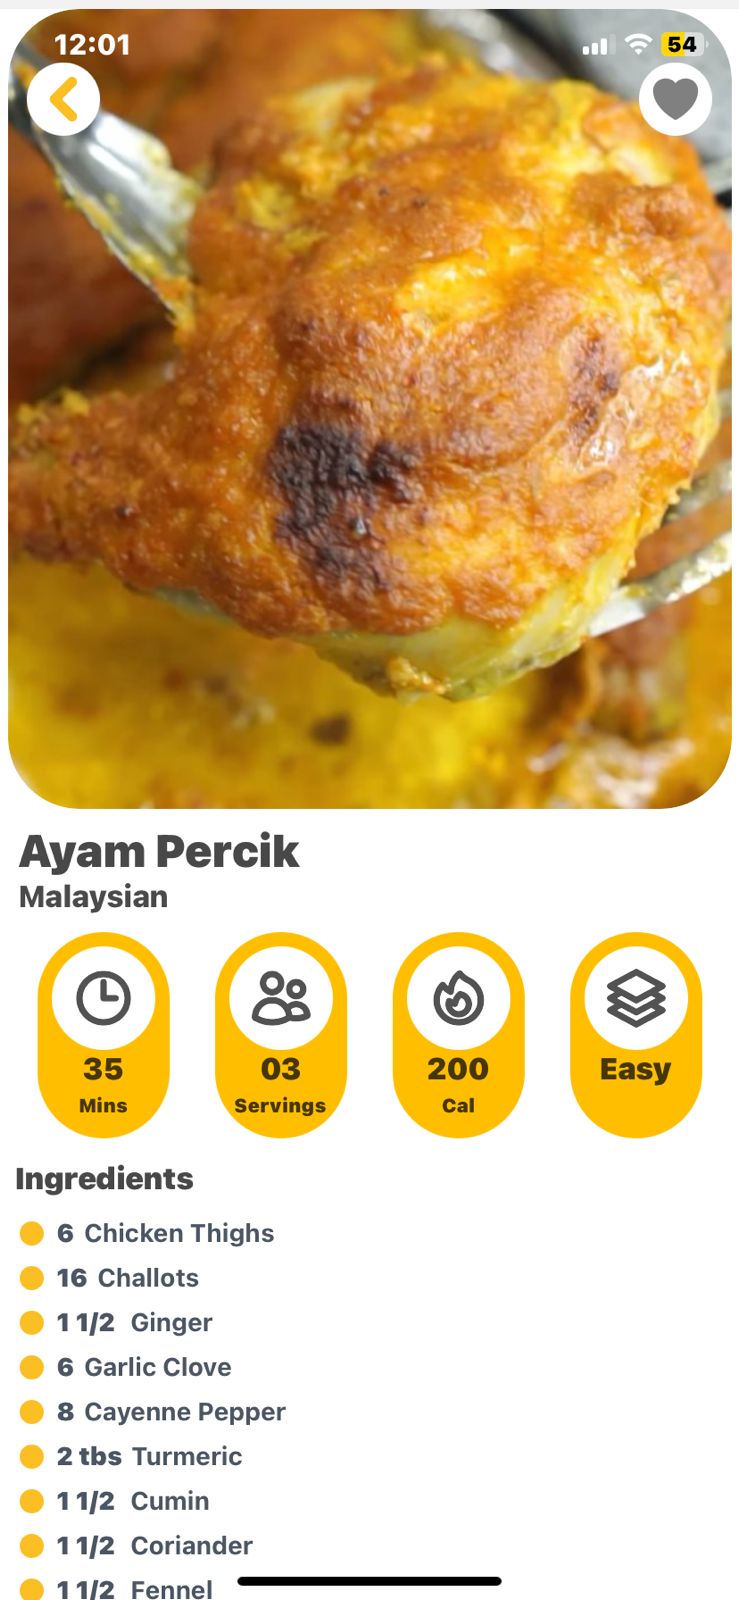 12:01
54
Ayam Percik
Malaysian
35
Mins
03
Servings
200
Cal
Easy
Ingredients
6 Chicken Thighs
16 Challots
1 1/2 Ginger
6 Garlic Clove
8 Cayenne Pepper
2 tbs Turmeric
1 1/2 Cumin
1 1/2 Coriander
1 1/2 Fennel